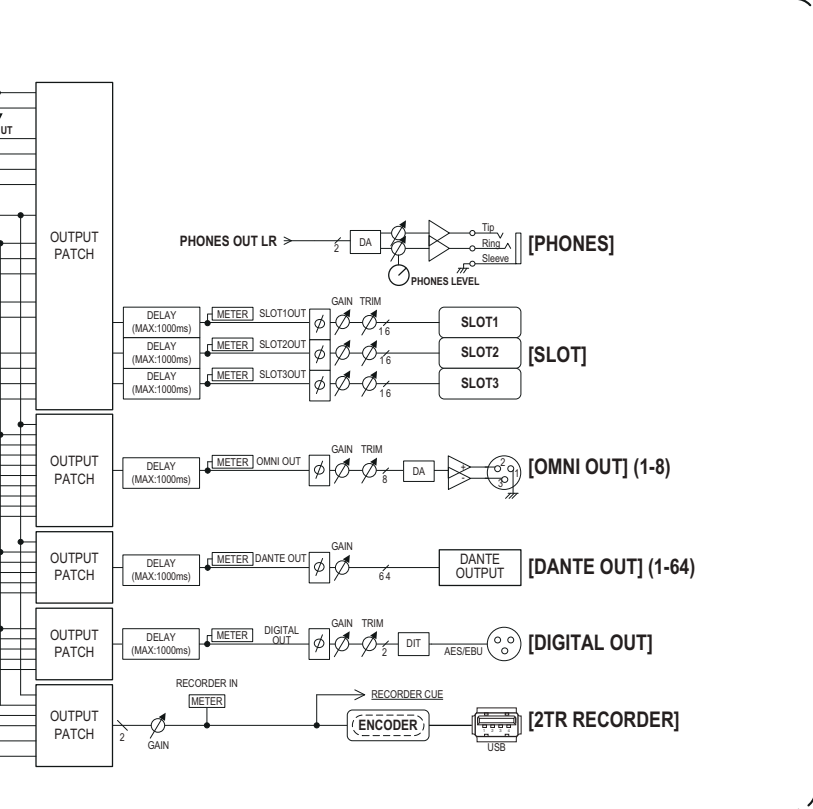 UT
OUTPUT
PATCH
PHONES OUT LR
2
DA
Tip
Ring
Sleeve
PHONES LEVEL
[PHONES]
GAIN TRIM
DELAY
(MAX:1000ms)
METER
SLOT1OUT
ϕ
16
SLOT1
DELAY
(MAX:1000ms)
METER
SLOT2OUT
ϕ
16
SLOT2
[SLOT]
DELAY
(MAX:1000ms)
METER
SLOT3OUT
ϕ
16
SLOT3
OUTPUT
PATCH
DELAY
(MAX:1000ms)
METER
OMNI OUT
GAIN TRIM
ϕ
8
DA
+
-
2
1
3
[OMNI OUT] (1-8)
OUTPUT
PATCH
DELAY
(MAX:1000ms)
METER
DANTE OUT
GAIN
ϕ
64
DANTE
OUTPUT
[DANTE OUT] (1-64)
OUTPUT
PATCH
DELAY
(MAX:1000ms)
METER
DIGITAL
OUT
GAIN TRIM
ϕ
2
DIT
AES/EBU
[DIGITAL OUT]
OUTPUT
PATCH
2
GAIN
RECORDER IN
METER
RECORDER CUE
ENCODER
1 2 3 4
USB
[2TR RECORDER]